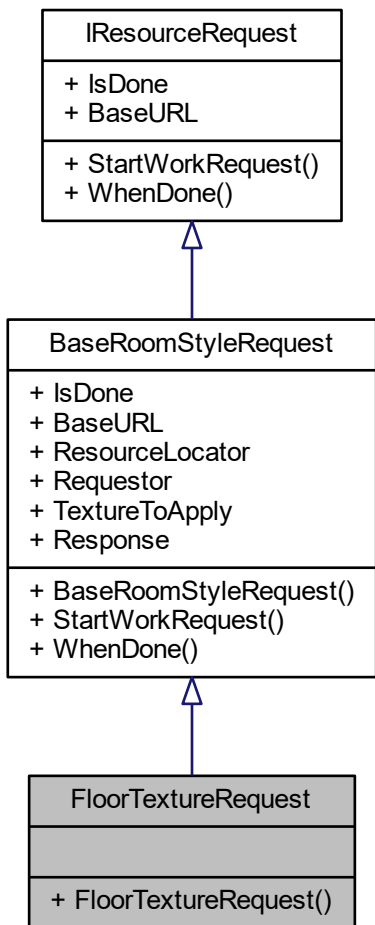 IResourceRequest
+ IsDone
+ BaseURL
+ StartWorkRequest()
+ WhenDone()
BaseRoomStyleRequest
+ IsDone
+ BaseURL
+ ResourceLocator
+ Requestor
+ TextureToApply
+ Response
+ BaseRoomStyleRequest()
+ StartWorkRequest()
+ WhenDone()
FloorTextureRequest
+ FloorTextureRequest()